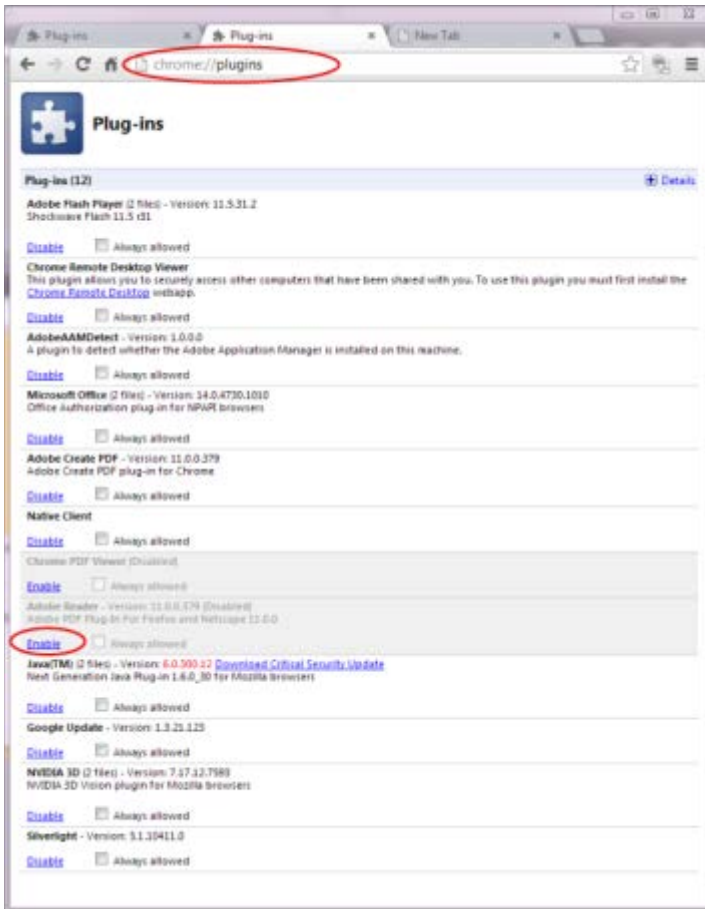 Plug-ins
Plug-ins
New Tab
chrome://plugins
Plug-ins
Plug-ins (12)
Details
Adobe Flash Player (2 files) - Version: 11.5.31.2
Shockwave Flash 11.5 r31
Disable Always allowed
Chrome Remote Desktop Viewer
This plugin allows you to securely access other computers that have been shared with you. To use this plugin you must first install the
Chrome Remote Desktop webapp.
Disable Always allowed
AdobeAAMDetect - Version: 1.0.0.0
A plugin to detect whether the Adobe Application Manager is installed on this machine.
Disable Always allowed
Microsoft Office (2 files) - Version: 14.0.4730.1010
Office Authorization plug-in for NPAPI browsers
Disable Always allowed
Adobe Create PDF - Version: 11.0.0.379
Adobe Create PDF plug-in for Chrome
Disable Always allowed
Native Client
Disable Always allowed
Chrome PDF Viewer (Disabled)
Enable Always allowed
Adobe Reader - Version: 11.0.0.379 (Disabled)
Adobe PDF Plug-In For Firefox and Netscape 11.0.0
Enable Always allowed
Java(TM) (2 files) - Version: 6.0.300.12 Download Critical Security Update
Next Generation Java Plug-in 1.6.0_30 for Mozilla browsers
Disable Always allowed
Google Update - Version: 1.3.21.123
Disable Always allowed
NVIDIA 3D (2 files) - Version: 7.17.12.7593
NVIDIA 3D Vision plugin for Mozilla browsers
Disable Always allowed
Silverlight - Version: 5.1.10411.0
Disable Always allowed